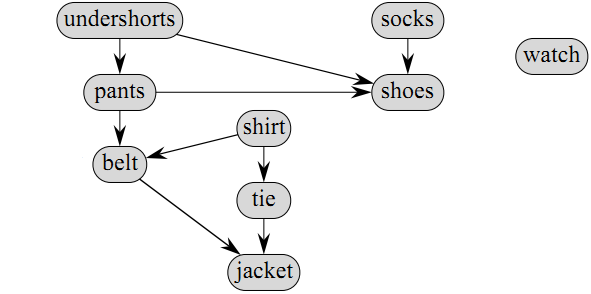 undershorts
socks
watch
pants
shoes
shirt
belt
tie
jacket